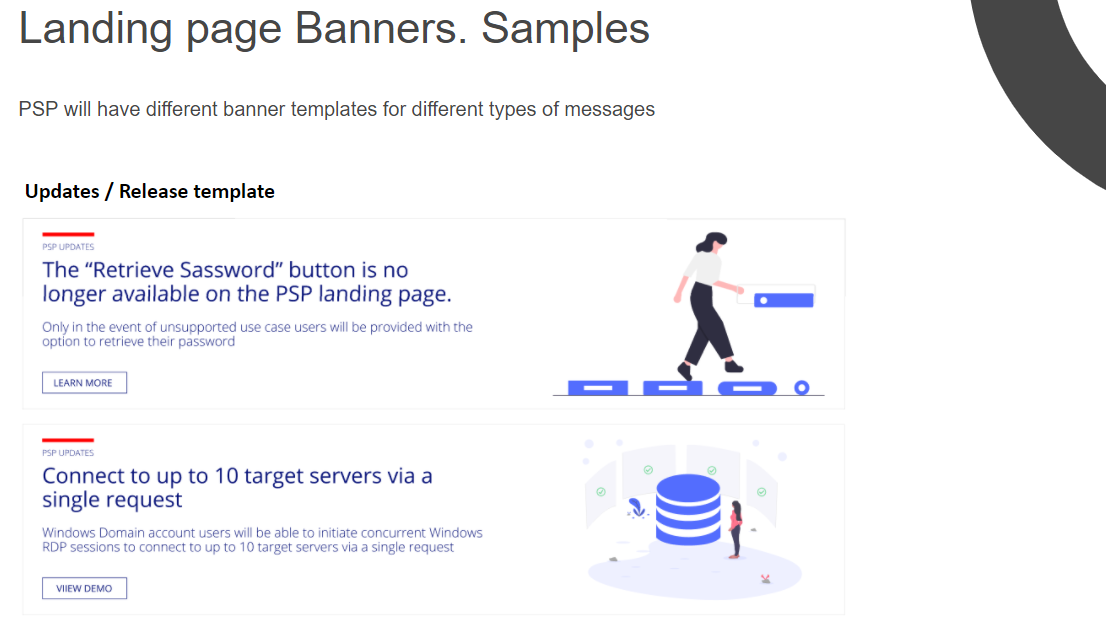 Landing page Banners. Samples
PSP will have different banner templates for different types of messages
Updates / Release template
PSP UPDATES
The “Retrieve Sassword” button is no
longer available on the PSP landing page.
Only in the event of unsupported use case users will be provided with the
option to retrieve their password
LEARN MORE
PSP UPDATES
Connect to up to 10 target servers via a
single request
Windows Domain account users will be able to initiate concurrent Windows
RDP sessions to connect to up to 10 target servers via a single request
VIIEW DEMO